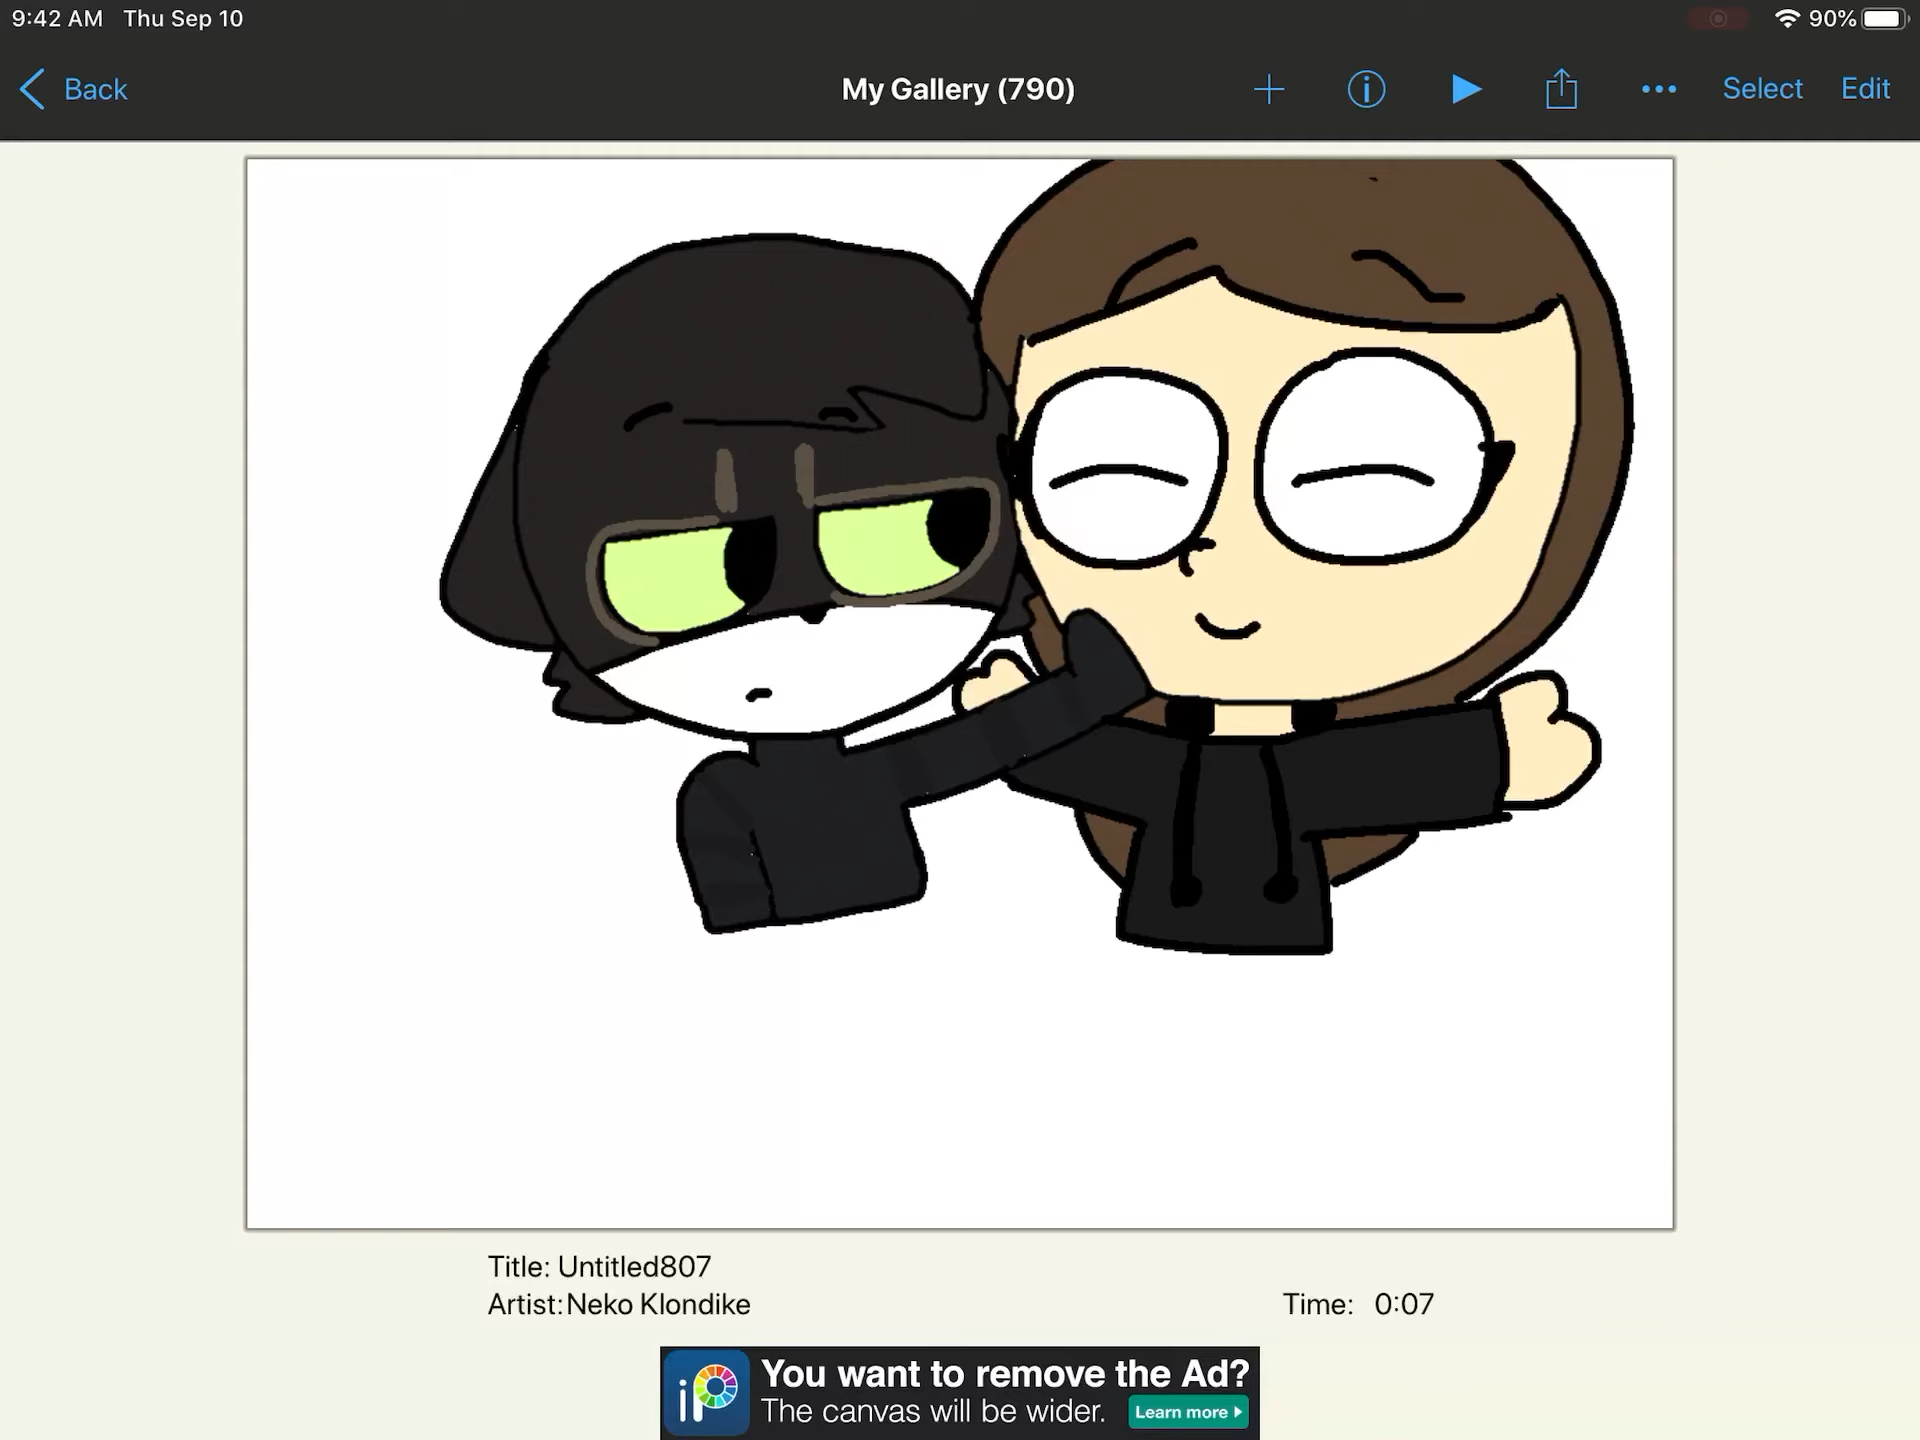 9:42 AM Thu Sep 10
90%
Back
My Gallery (790)
Select
Edit
Title: Untitled807
Artist:Neko Klondike
Time: 0:07
iP
You want to remove the Ad?
The canvas will be wider.
Learn more